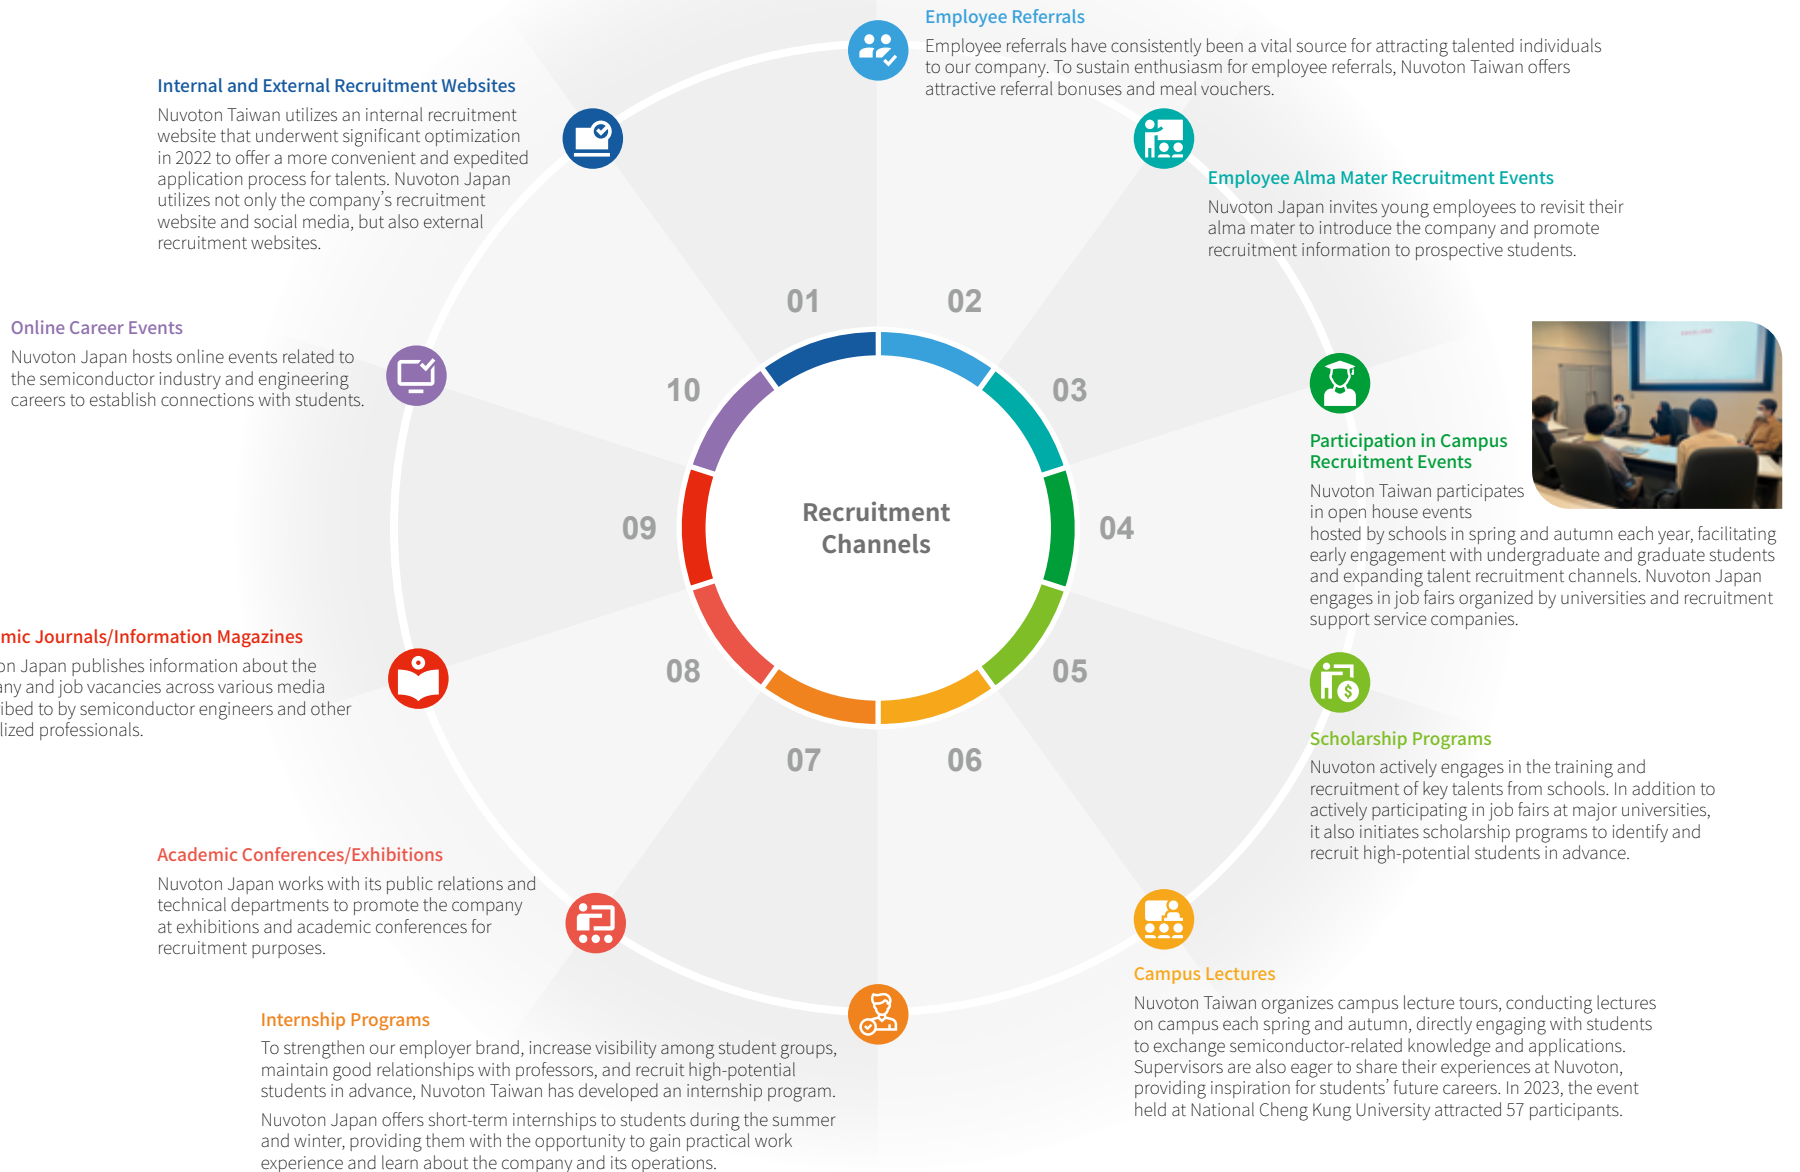 Internal and External Recruitment Websites
Nuvoton Taiwan utilizes an internal recruitment
website that underwent significant optimization
in 2022 to offer a more convenient and expedited
application process for talents. Nuvoton Japan
utilizes not only the company's recruitment
website and social media, but also external
recruitment websites.
Employee Referrals
Employee referrals have consistently been a vital source for attracting talented individuals
to our company. To sustain enthusiasm for employee referrals, Nuvoton Taiwan offers
attractive referral bonuses and meal vouchers.
Employee Alma Mater Recruitment Events
Nuvoton Japan invites young employees to revisit their
alma mater to introduce the company and promote
recruitment information to prospective students.
Participation in Campus
Recruitment Events
Nuvoton Taiwan participates
in open house events
hosted by schools in spring and autumn each year, facilitating
early engagement with undergraduate and graduate students
and expanding talent recruitment channels. Nuvoton Japan
engages in job fairs organized by universities and recruitment
support service companies.
Scholarship Programs
Nuvoton actively engages in the training and
recruitment of key talents from schools. In addition to
actively participating in job fairs at major universities,
it also initiates scholarship programs to identify and
recruit high-potential students in advance.
Campus Lectures
Nuvoton Taiwan organizes campus lecture tours, conducting lectures
on campus each spring and autumn, directly engaging with students
to exchange semiconductor-related knowledge and applications.
Supervisors are also eager to share their experiences at Nuvoton,
providing inspiration for students' future careers. In 2023, the event
held at National Cheng Kung University attracted 57 participants.
Internship Programs
To strengthen our employer brand, increase visibility among student groups,
maintain good relationships with professors, and recruit high-potential
students in advance, Nuvoton Taiwan has developed an internship program.
Nuvoton Japan offers short-term internships to students during the summer
and winter, providing them with the opportunity to gain practical work
experience and learn about the company and its operations.
Academic Conferences/Exhibitions
Nuvoton Japan works with its public relations and
technical departments to promote the company
at exhibitions and academic conferences for
recruitment purposes.
mic Journals/Information Magazines
on Japan publishes information about the
any and job vacancies across various media
ribed to by semiconductor engineers and other
lized professionals.
Online Career Events
Nuvoton Japan hosts online events related to
the semiconductor industry and engineering
careers to establish connections with students.
01
02
03
04
05
06
07
08
09
10
Recruitment
Channels